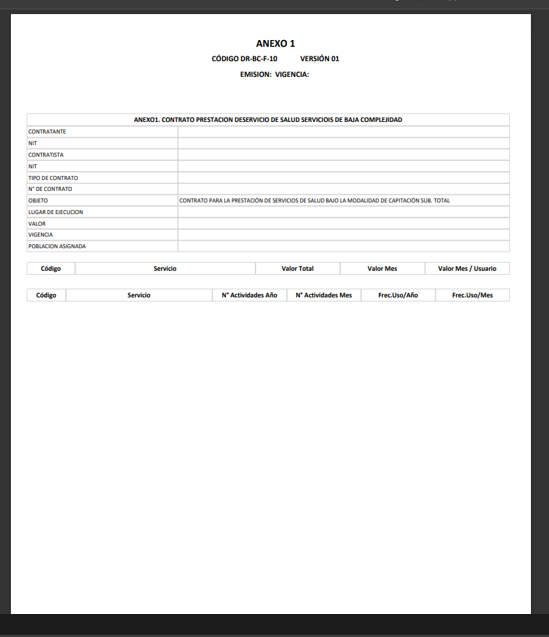 ANEXO 1
CÓDIGO DR-BC-F-10 VERSIÓN 01
EMISION: VIGENCIA:
ANEXO1. CONTRATO PRESTACION DESERVICIO DE SALUD SERVICIOIS DE BAJA COMPLEJIDAD
CONTRATANTE
NIT
CONTRATISTA
NIT
TIPO DE CONTRATO
N° DE CONTRATO
OBJETO CONTRATO PARA LA PRESTACIÓN DE SERVICIOS DE SALUD BAJO LA MODALIDAD DE CAPITACIÓN SUB. TOTAL
LUGAR DE EJECUCION
VALOR
VIGENCIA
POBLACION ASIGNADA
Código Servicio Valor Total Valor Mes Valor Mes / Usuario
Código Servicio N° Actividades Año N° Actividades Mes Frec.Uso/Año Frec.Uso/Mes